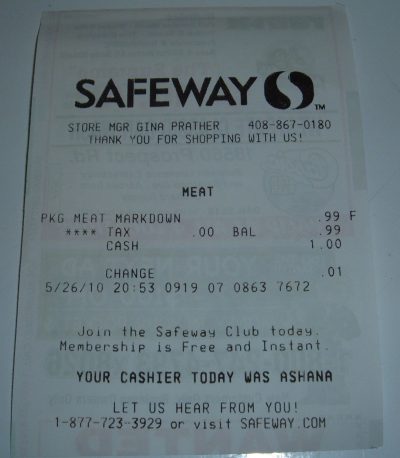 SAFEWAY TM
STORE MGR GINA PRATHER 408-867-0180
THANK YOU FOR SHOPPING WITH US!
MEAT
PKG MEAT MARKDOWN .99 F
**** TAX .00 BAL .99
CASH 1.00
CHANGE .01
5/26/10 20:53 0919 07 0863 7672
Join the Safeway Club today.
Membership is Free and Instant.
YOUR CASHIER TODAY WAS ASHANA
LET US HEAR FROM YOU!
1-877-723-3929 or visit SAFEWAY.COM